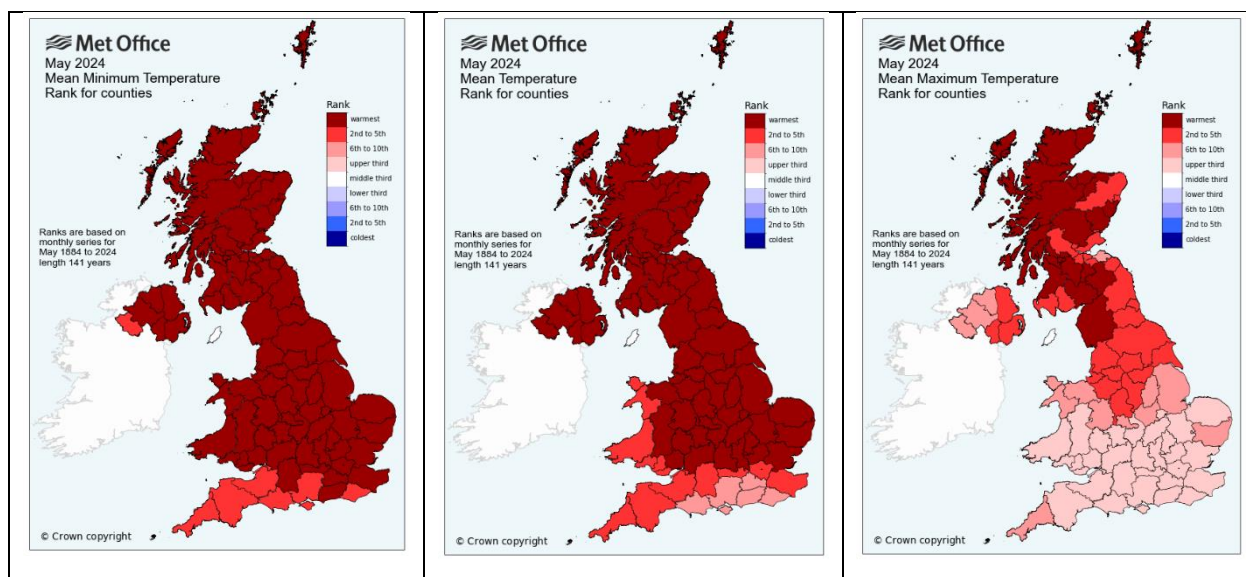 Met Office
May 2024
Mean Minimum Temperature
Rank for counties
Rank
warmest
2nd to 5th
6th to 10th
upper third
middle third
lower third
6th to 10th
2nd to 5th
coldest
Ranks are based on
monthly series for
May 1884 to 2024
length 141 years
© Crown copyright
Met Office
May 2024
Mean Temperature
Rank for counties
Rank
warmest
2nd to 5th
6th to 10th
upper third
middle third
lower third
6th to 10th
2nd to 5th
coldest
Ranks are based on
monthly series for
May 1884 to 2024
length 141 years
© Crown copyright
Met Office
May 2024
Mean Maximum Temperature
Rank for counties
Rank
warmest
2nd to 5th
6th to 10th
upper third
middle third
lower third
6th to 10th
2nd to 5th
coldest
Ranks are based on
monthly series for
May 1884 to 2024
length 141 years
© Crown copyright